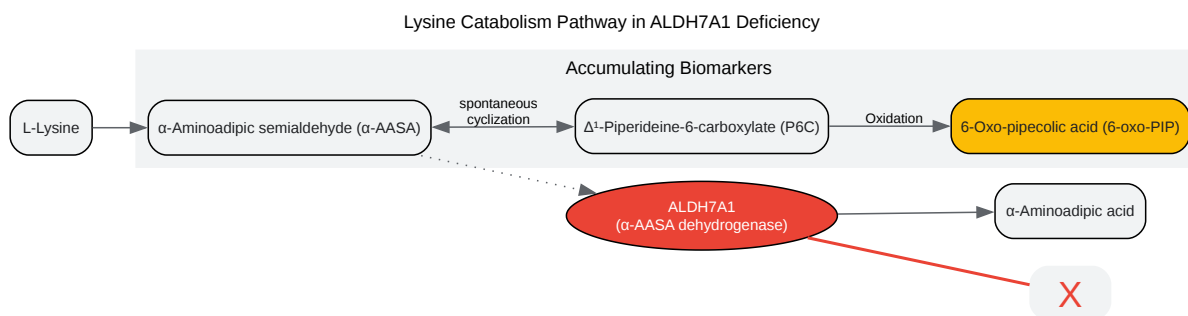 Lysine Catabolism Pathway in ALDH7A1 Deficiency
Accumulating Biomarkers
L-Lysine
α-Aminoadipic semialdehyde (α-AASA)
spontaneous
cyclization
Δ¹-Piperideine-6-carboxylate (P6C)
Oxidation
6-Oxo-pipecolic acid (6-oxo-PIP)
ALDH7A1
(α-AASA dehydrogenase)
α-Aminoadipic acid
X